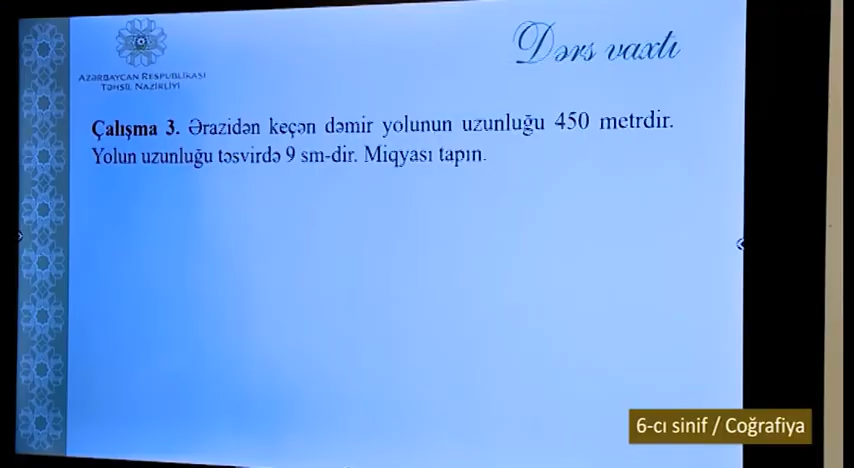 Dərs vaxtı
AZƏRBAYCAN RESPUBLİKASI
TƏHSİL NAZİRLİYİ
Çalışma 3. Ərazidən keçən dəmir yolunun uzunluğu 450 metrdir.
Yolun uzunluğu təsvirdə 9 sm-dir. Miqyası tapın.
6-cı sinif / Coğrafiya